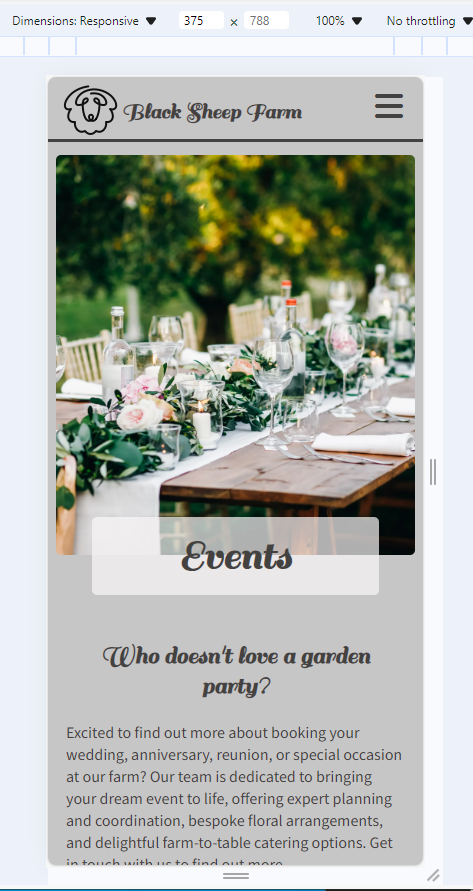 Dimensions: Responsive ▼ 375 × 788 100% ▼ No throttling ▼
Black Sheep Farm
Events
Who doesn't love a garden
party?
Excited to find out more about booking your
wedding, anniversary, reunion, or special occasion
at our farm? Our team is dedicated to bringing
your dream event to life, offering expert planning
and coordination, bespoke floral arrangements,
and delightful farm-to-table catering options. Get
in touch with us to find out more